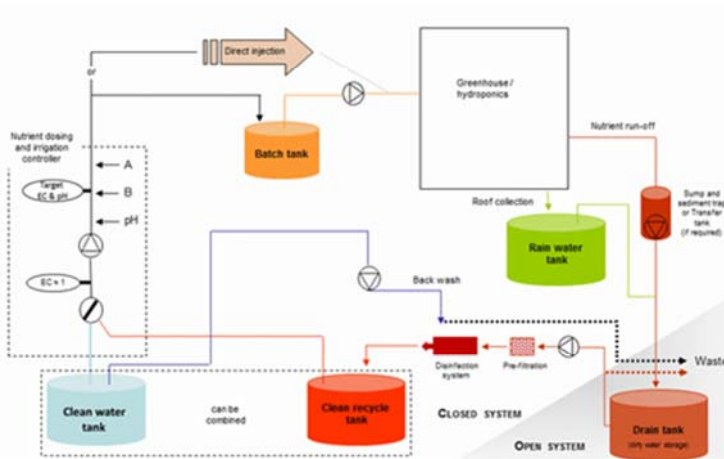 Direct injection
or
Greenhouse /
hydroponics
Nutrient run-off
Nutrient dosing
and irrigation
controller
Batch tank
A
Target
EC & pH
B
pH
Roof collection
Sump and
sediment trap
or Transfer
tank
(if required)
Rain water
tank
EC < 1
Back wash
Waste
Disinfection
system
Pre-filtration
Clean water
tank
can be
combined
Clean recycle
tank
CLOSED SYSTEM
Drain tank
(dirty water storage)
OPEN SYSTEM